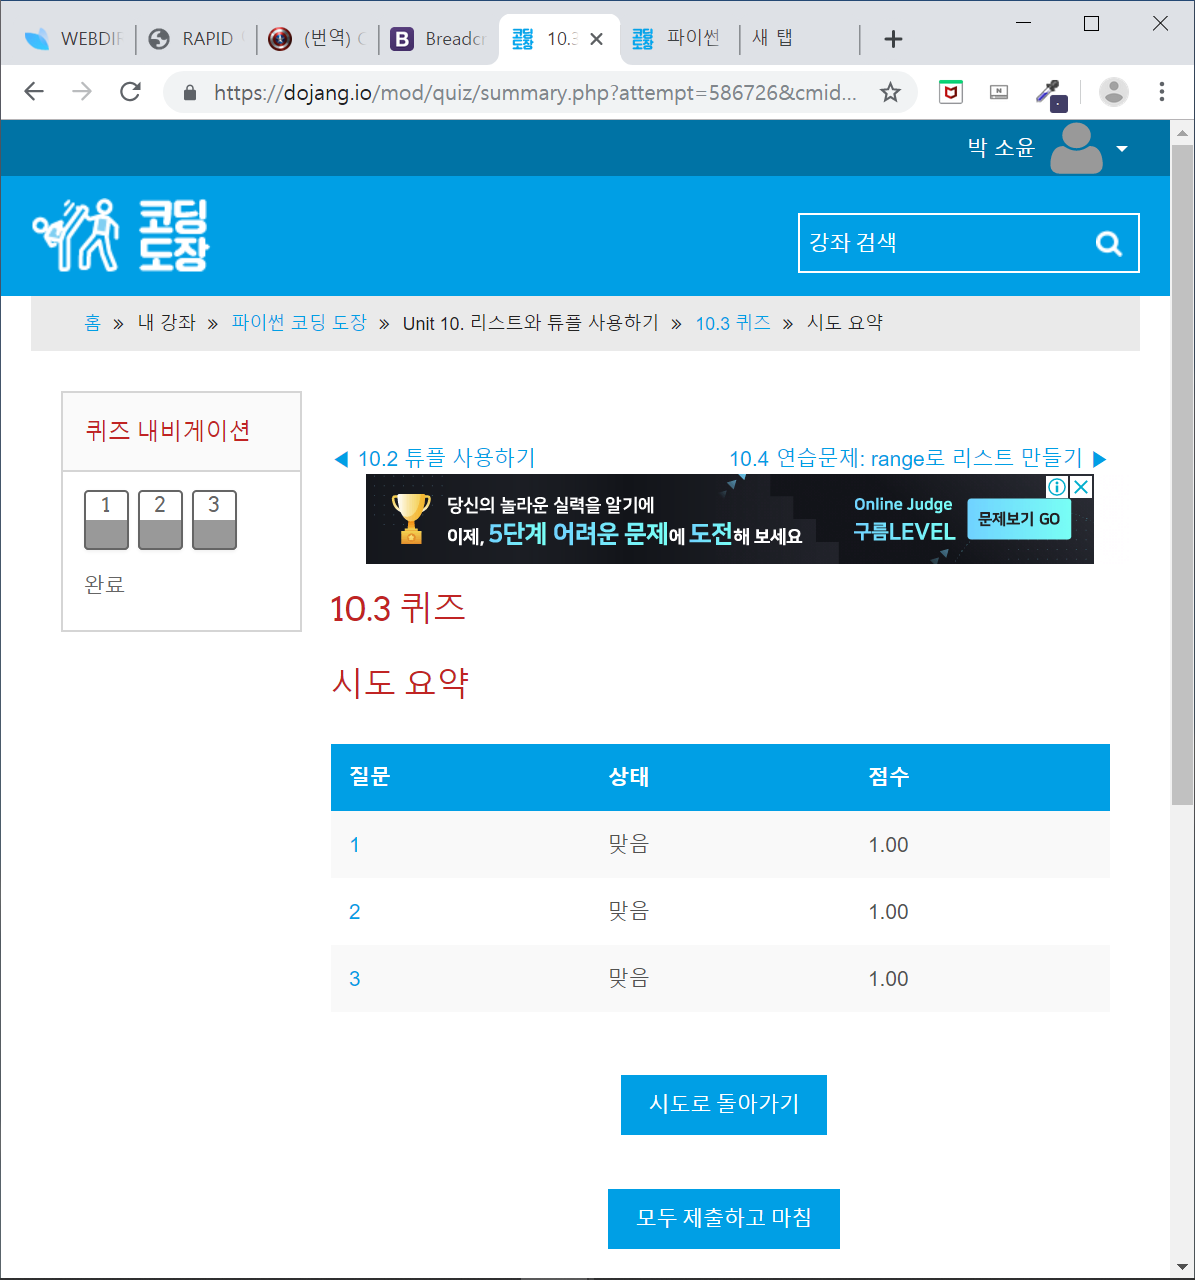 WEBDIF
RAPID
(번역)
Breadcr
10.3
파이썬
새 탭
https://dojang.io/mod/quiz/summary.php?attempt=586726&cmid...
박 소윤
코딩
도장
강좌 검색
홈 » 내 강좌 » 파이썬 코딩 도장 » Unit 10. 리스트와 튜플 사용하기 » 10.3 퀴즈 » 시도 요약
퀴즈 내비게이션
1 2 3
완료
◀ 10.2 튜플 사용하기
10.4 연습문제: range로 리스트 만들기 ▶
당신의 놀라운 실력을 알기에
이제, 5단계 어려운 문제에 도전해 보세요
Online Judge
구름LEVEL
문제보기 GO
10.3 퀴즈
시도 요약
질문 상태 점수
1 맞음 1.00
2 맞음 1.00
3 맞음 1.00
시도로 돌아가기
모두 제출하고 마침